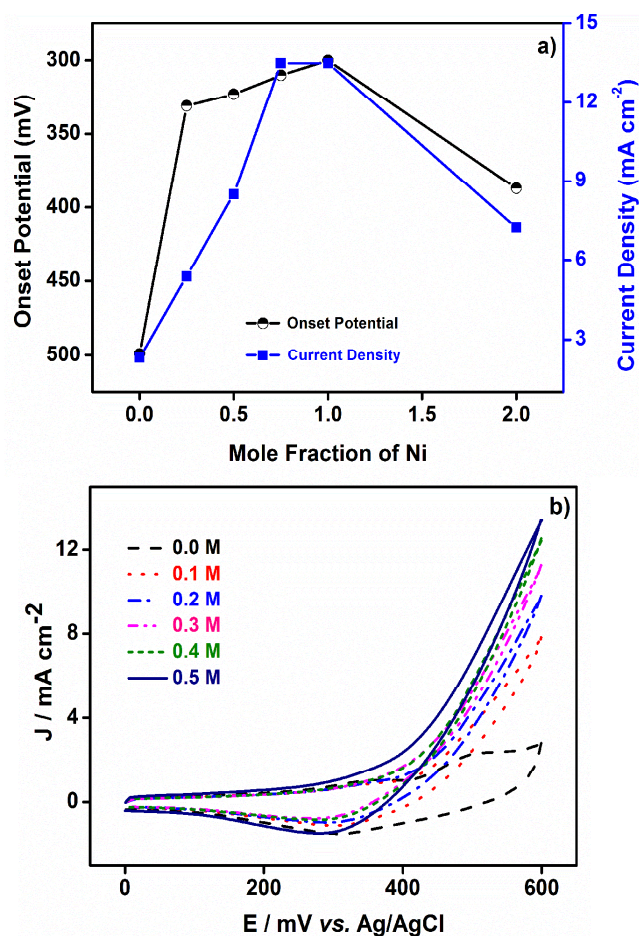 a)
Onset Potential (mV)
300
350
400
450
500
15
12
9
6
3
Current Density (mA cm-2)
Onset Potential
Current Density
0.0 0.5 1.0 1.5 2.0
Mole Fraction of Ni
b)
J / mA cm-2
12
8
4
0
0.0 M
0.1 M
0.2 M
0.3 M
0.4 M
0.5 M
0 200 400 600
E / mV vs. Ag/AgCl